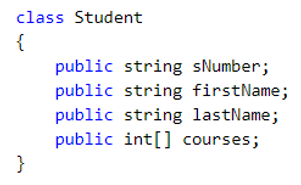 class Student
{
    public string sNumber;
    public string firstName;
    public string lastName;
    public int[] courses;
}